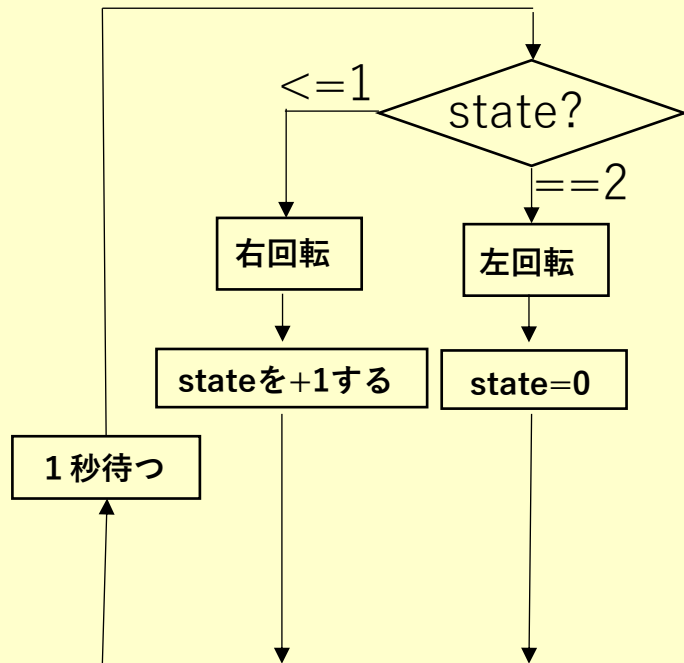 <=1
state?
==2
右回転
左回転
stateを+1する
state=0
1秒待つ